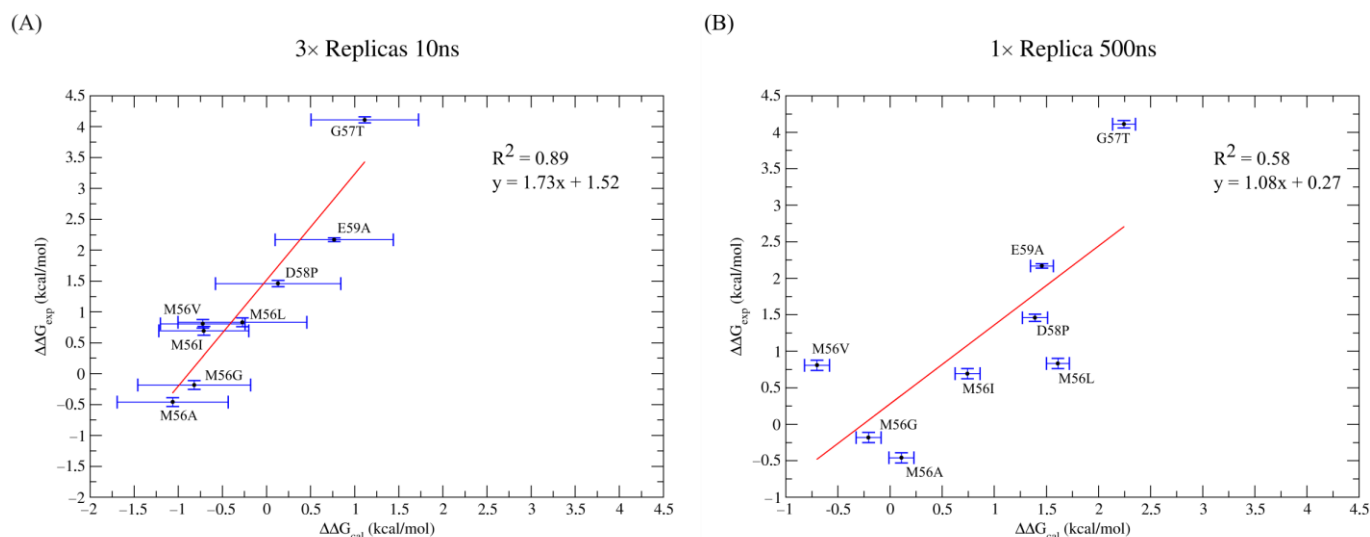 (A)
3× Replicas 10ns
4.5
4
3.5
3
2.5
2
1.5
1
0.5
0
−0.5
−1
−1.5
−2
ΔΔG_exp (kcal/mol)
G57T
R² = 0.89
y = 1.73x + 1.52
E59A
D58P
M56V
M56L
M56I
M56G
M56A
−2 −1.5 −1 −0.5 0 0.5 1 1.5 2 2.5 3 3.5 4 4.5
ΔΔG_cal (kcal/mol)
(B)
1× Replica 500ns
4.5
4
3.5
3
2.5
2
1.5
1
0.5
0
−0.5
−1
ΔΔG_exp (kcal/mol)
G57T
R² = 0.58
y = 1.08x + 0.27
E59A
D58P
M56V
M56L
M56I
M56G
M56A
−1 −0.5 0 0.5 1 1.5 2 2.5 3 3.5 4 4.5
ΔΔG_cal (kcal/mol)